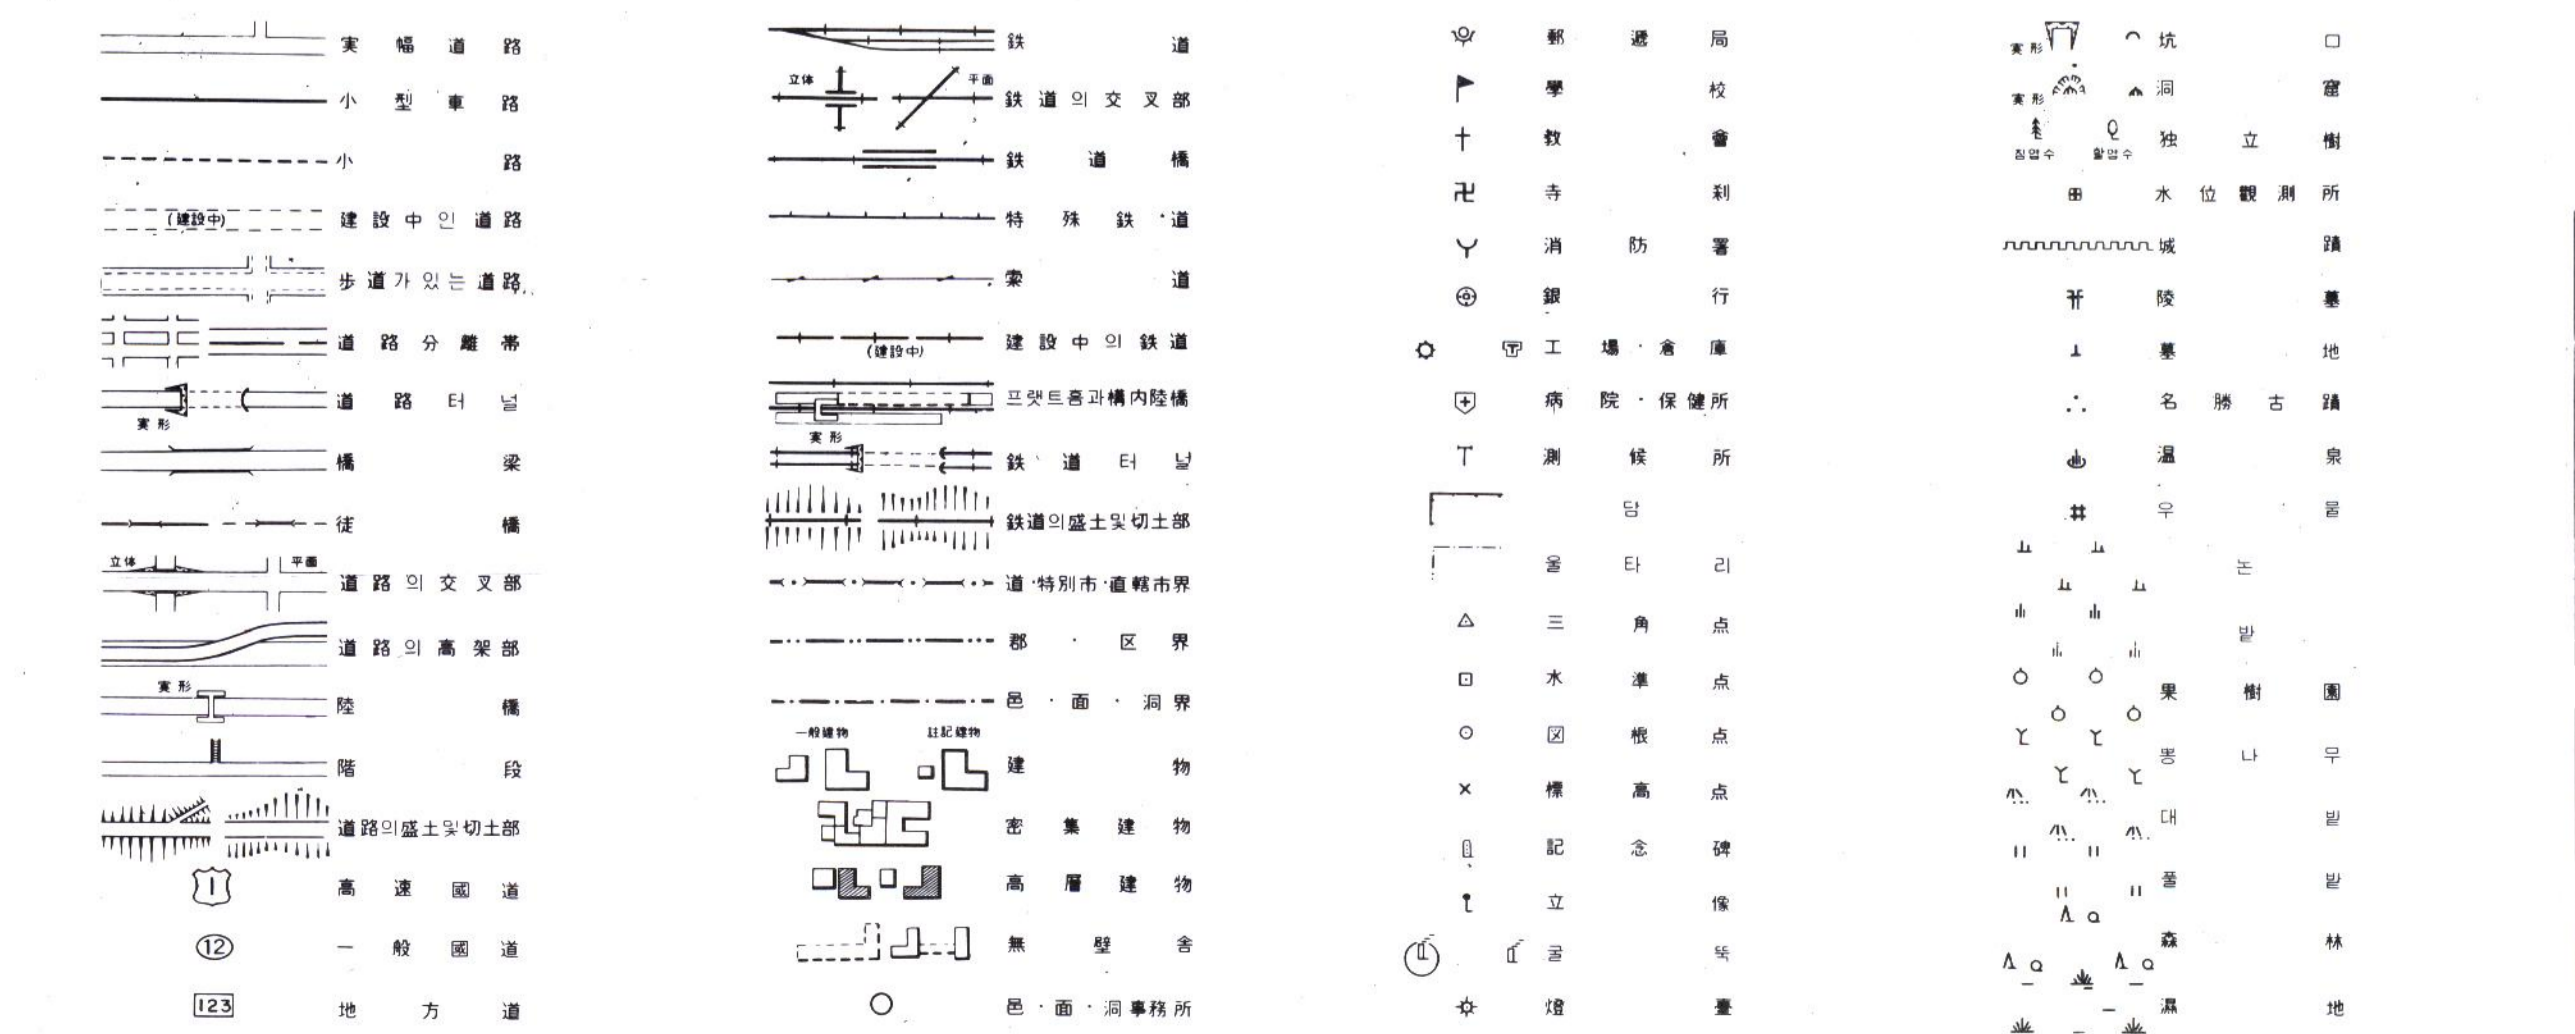 実幅道路
小型車路
小路
(建設中)
建設中인道路
歩道가있는道路
道路分離帯
道路터널
実形
橋梁
徒橋
立体
平面
道路의交叉部
道路의高架部
実形
陸橋
階段
道路의盛土및切土部
1
高速國道
12
一般國道
123
地方道
鉄道
立体
平面
鉄道의交叉部
鉄道橋
特殊鉄道
索道
建設中의鉄道
(建設中)
프랫트홈과構内陸橋
実形
鉄道터널
鉄道의盛土및切土部
道·特別市·直轄市界
郡·区界
邑·面·洞界
一般建物
註記建物
建物
密集建物
高層建物
無壁舎
邑·面·洞事務所
郵遞局
學校
教會
寺刹
消防署
銀行
工場·倉庫
病院·保健所
測候所
담
울타리
三角点
水準点
図根点
標高点
記念碑
立像
굴뚝
燈臺
実形
坑口
実形
洞窟
침엽수
활엽수
独立樹
水位觀測所
城蹟
陵墓
墓地
名勝古蹟
温泉
우물
논
밭
果樹園
뽕나무
대밭
풀밭
森林
濕地